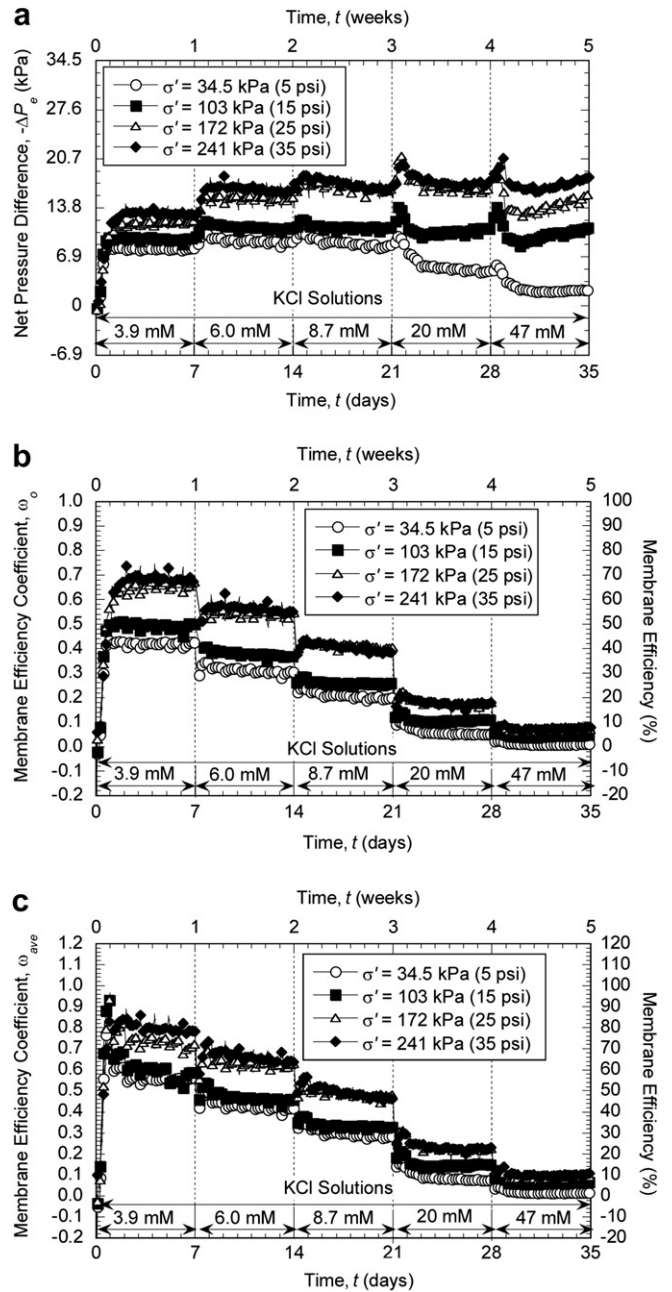 a
Time, t (weeks)
0 1 2 3 4 5
Net Pressure Difference, -ΔPe (kPa)
34.5
27.6
20.7
13.8
6.9
0
-6.9
σ′ = 34.5 kPa (5 psi)
σ′ = 103 kPa (15 psi)
σ′ = 172 kPa (25 psi)
σ′ = 241 kPa (35 psi)
KCl Solutions
3.9 mM 6.0 mM 8.7 mM 20 mM 47 mM
0 7 14 21 28 35
Time, t (days)
b
Time, t (weeks)
0 1 2 3 4 5
Membrane Efficiency Coefficient, ωo
1.0 100
0.9 90
0.8 80
0.7 70
0.6 60
0.5 50
0.4 40
0.3 30
0.2 20
0.1 10
0.0 0
-0.1 -10
-0.2 -20
Membrane Efficiency (%)
σ′ = 34.5 kPa (5 psi)
σ′ = 103 kPa (15 psi)
σ′ = 172 kPa (25 psi)
σ′ = 241 kPa (35 psi)
KCl Solutions
3.9 mM 6.0 mM 8.7 mM 20 mM 47 mM
0 7 14 21 28 35
Time, t (days)
c
Time, t (weeks)
0 1 2 3 4 5
Membrane Efficiency Coefficient, ωave
1.2 120
1.1 110
1.0 100
0.9 90
0.8 80
0.7 70
0.6 60
0.5 50
0.4 40
0.3 30
0.2 20
0.1 10
0.0 0
-0.1 -10
-0.2 -20
Membrane Efficiency (%)
σ′ = 34.5 kPa (5 psi)
σ′ = 103 kPa (15 psi)
σ′ = 172 kPa (25 psi)
σ′ = 241 kPa (35 psi)
KCl Solutions
3.9 mM 6.0 mM 8.7 mM 20 mM 47 mM
0 7 14 21 28 35
Time, t (days)